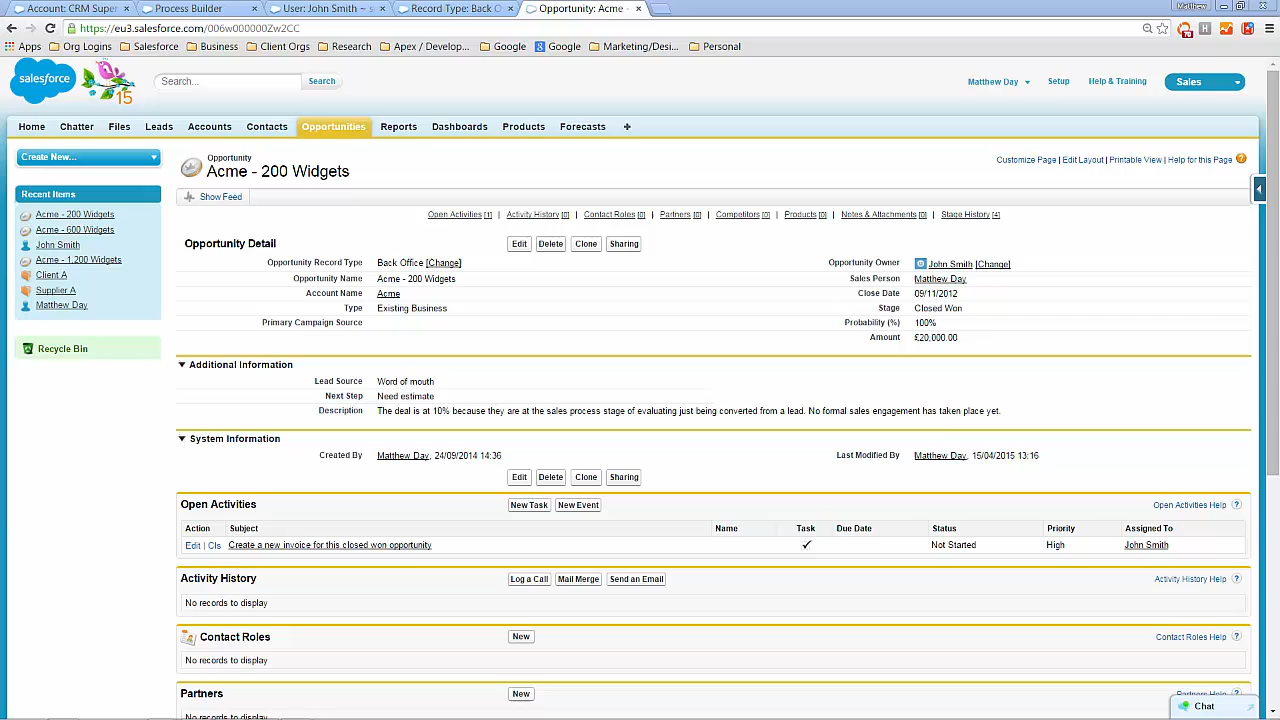 Account: CRM Super
Process Builder
User: John Smith ~ s
Record Type: Back O
Opportunity: Acme -
Matthew
https://eu3.salesforce.com/006w000000Zw2CC
Apps
Org Logins
Salesforce
Business
Client Orgs
Research
Apex / Develop...
Google
Google
Marketing/Desi...
Personal
salesforce
15
Search...
Search
Matthew Day
Setup
Help & Training
Sales
Home
Chatter
Files
Leads
Accounts
Contacts
Opportunities
Reports
Dashboards
Products
Forecasts
+
Create New...
Recent Items
Acme - 200 Widgets
Acme - 600 Widgets
John Smith
Acme - 1,200 Widgets
Client A
Supplier A
Matthew Day
Recycle Bin
Opportunity
Acme - 200 Widgets
Customize Page | Edit Layout | Printable View | Help for this Page ?
Show Feed
Open Activities [1] | Activity History [0] | Contact Roles [0] | Partners [0] | Competitors [0] | Products [0] | Notes & Attachments [0] | Stage History [4]
Opportunity Detail
Edit Delete Clone Sharing
Opportunity Record Type Back Office [Change] Opportunity Owner John Smith [Change]
Opportunity Name Acme - 200 Widgets Sales Person Matthew Day
Account Name Acme Close Date 09/11/2012
Type Existing Business Stage Closed Won
Primary Campaign Source Probability (%) 100%
Amount £20,000.00
Additional Information
Lead Source Word of mouth
Next Step Need estimate
Description The deal is at 10% because they are at the sales process stage of evaluating just being converted from a lead. No formal sales engagement has taken place yet.
System Information
Created By Matthew Day, 24/09/2014 14:36 Last Modified By Matthew Day, 15/04/2015 13:16
Edit Delete Clone Sharing
Open Activities New Task New Event Open Activities Help ?
Action Subject Name Task Due Date Status Priority Assigned To
Edit | Cls Create a new invoice for this closed won opportunity ✓ Not Started High John Smith
Activity History Log a Call Mail Merge Send an Email Activity History Help ?
No records to display
Contact Roles New Contact Roles Help ?
No records to display
Partners New Partners Help ?
No records to display
Chat